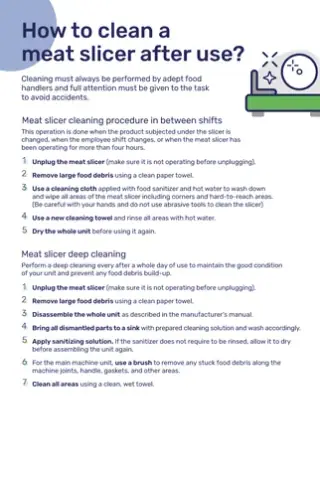 How to clean a
meat slicer after use?
Cleaning must always be performed by adept food
handlers and full attention must be given to the task
to avoid accidents.
Meat slicer cleaning procedure in between shifts
This operation is done when the product subjected under the slicer is
changed, when the employee shift changes, or when the meat slicer has
been operating for more than four hours.
1. Unplug the meat slicer (make sure it is not operating before unplugging).
2. Remove large food debris using a clean paper towel.
3. Use a cleaning cloth applied with food sanitizer and hot water to wash down
and wipe all areas of the meat slicer including corners and hard-to-reach areas.
(Be careful with your hands and do not use abrasive tools to clean the slicer)
4. Use a new cleaning towel and rinse all areas with hot water.
5. Dry the whole unit before using it again.
Meat slicer deep cleaning
Perform a deep cleaning every after a whole day of use to maintain the good condition
of your unit and prevent any food debris build-up.
1. Unplug the meat slicer (make sure it is not operating before unplugging).
2. Remove large food debris using a clean paper towel.
3. Disassemble the whole unit as described in the manufacturer's manual.
4. Bring all dismantled parts to a sink with prepared cleaning solution and wash accordingly.
5. Apply sanitizing solution. If the sanitizer does not require to be rinsed, allow it to dry
before assembling the unit again.
6. For the main machine unit, use a brush to remove any stuck food debris along the
machine joints, handle, gaskets, and other areas.
7. Clean all areas using a clean, wet towel.